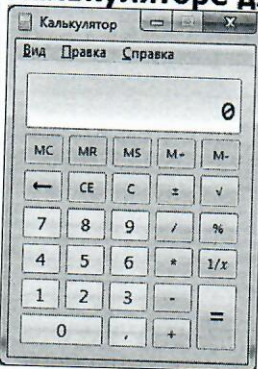 Калькулятор
Вид Правка Справка
0
MC MR MS M+ M-
← CE C ± √
7 8 9 / %
4 5 6 * 1/x
1 2 3 - =
0 , +